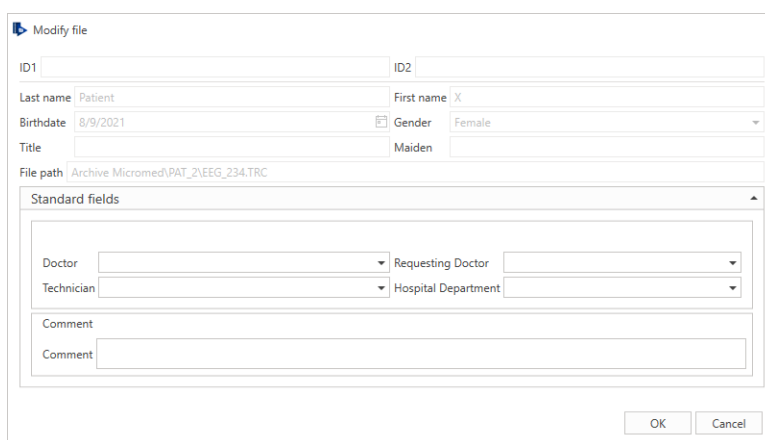 Modify file
ID1 ID2
Last name Patient First name X
Birthdate 8/9/2021 Gender Female
Title Maiden
File path Archive Micromed\PAT_2\EEG_234.TRC
Standard fields
Doctor Requesting Doctor
Technician Hospital Department
Comment
Comment
OK Cancel